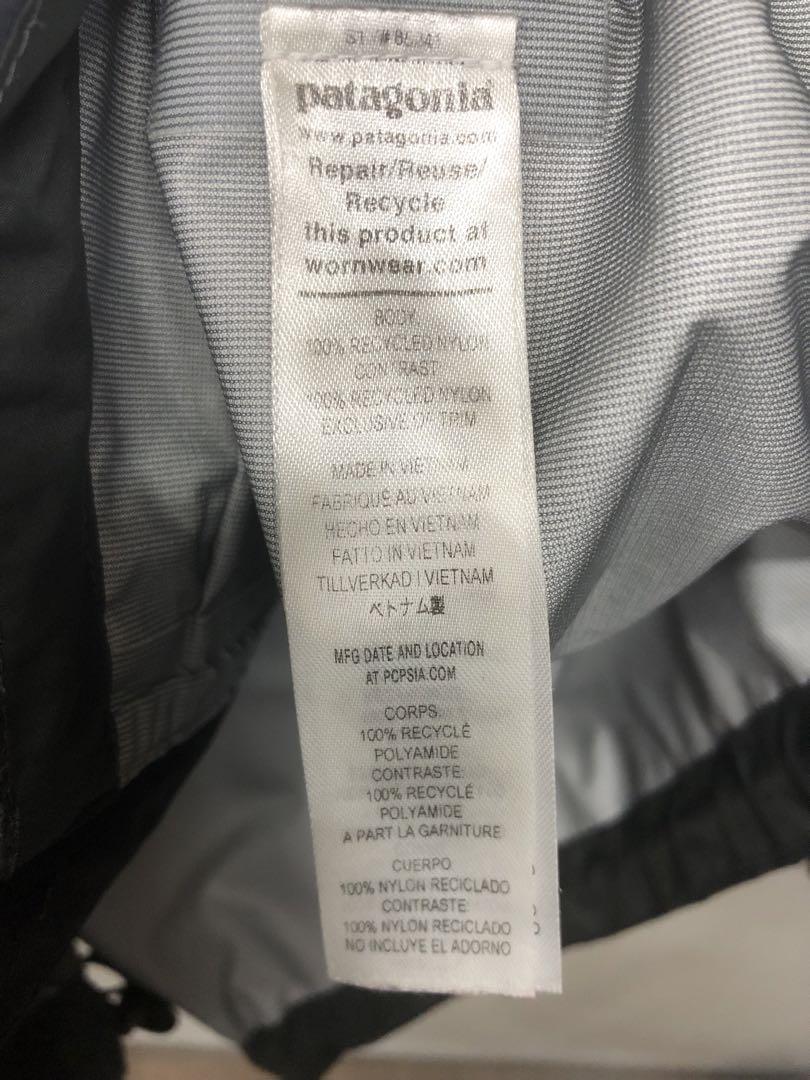 patagonia
www.patagonia.com
Repair/Reuse/
Recycle
this product at
wornwear.com
BODY:
100% RECYCLED NYLON
CONTRAST
100% RECYCLED NYLON
EXCLUSIVE OF TRIM
MADE IN VIETNAM
FABRIQUE AU VIETNAM
HECHO EN VIETNAM
FATTO IN VIETNAM
TILLVERKAD I VIETNAM
ベトナム製
MFG DATE AND LOCATION
AT PCPSIA.COM
CORPS:
100% RECYCLÉ
POLYAMIDE
CONTRASTE:
100% RECYCLÉ
POLYAMIDE
A PART LA GARNITURE
CUERPO
100% NYLON RECICLADO
CONTRASTE:
100% NYLON RECICLADO
NO INCLUYE EL ADORNO